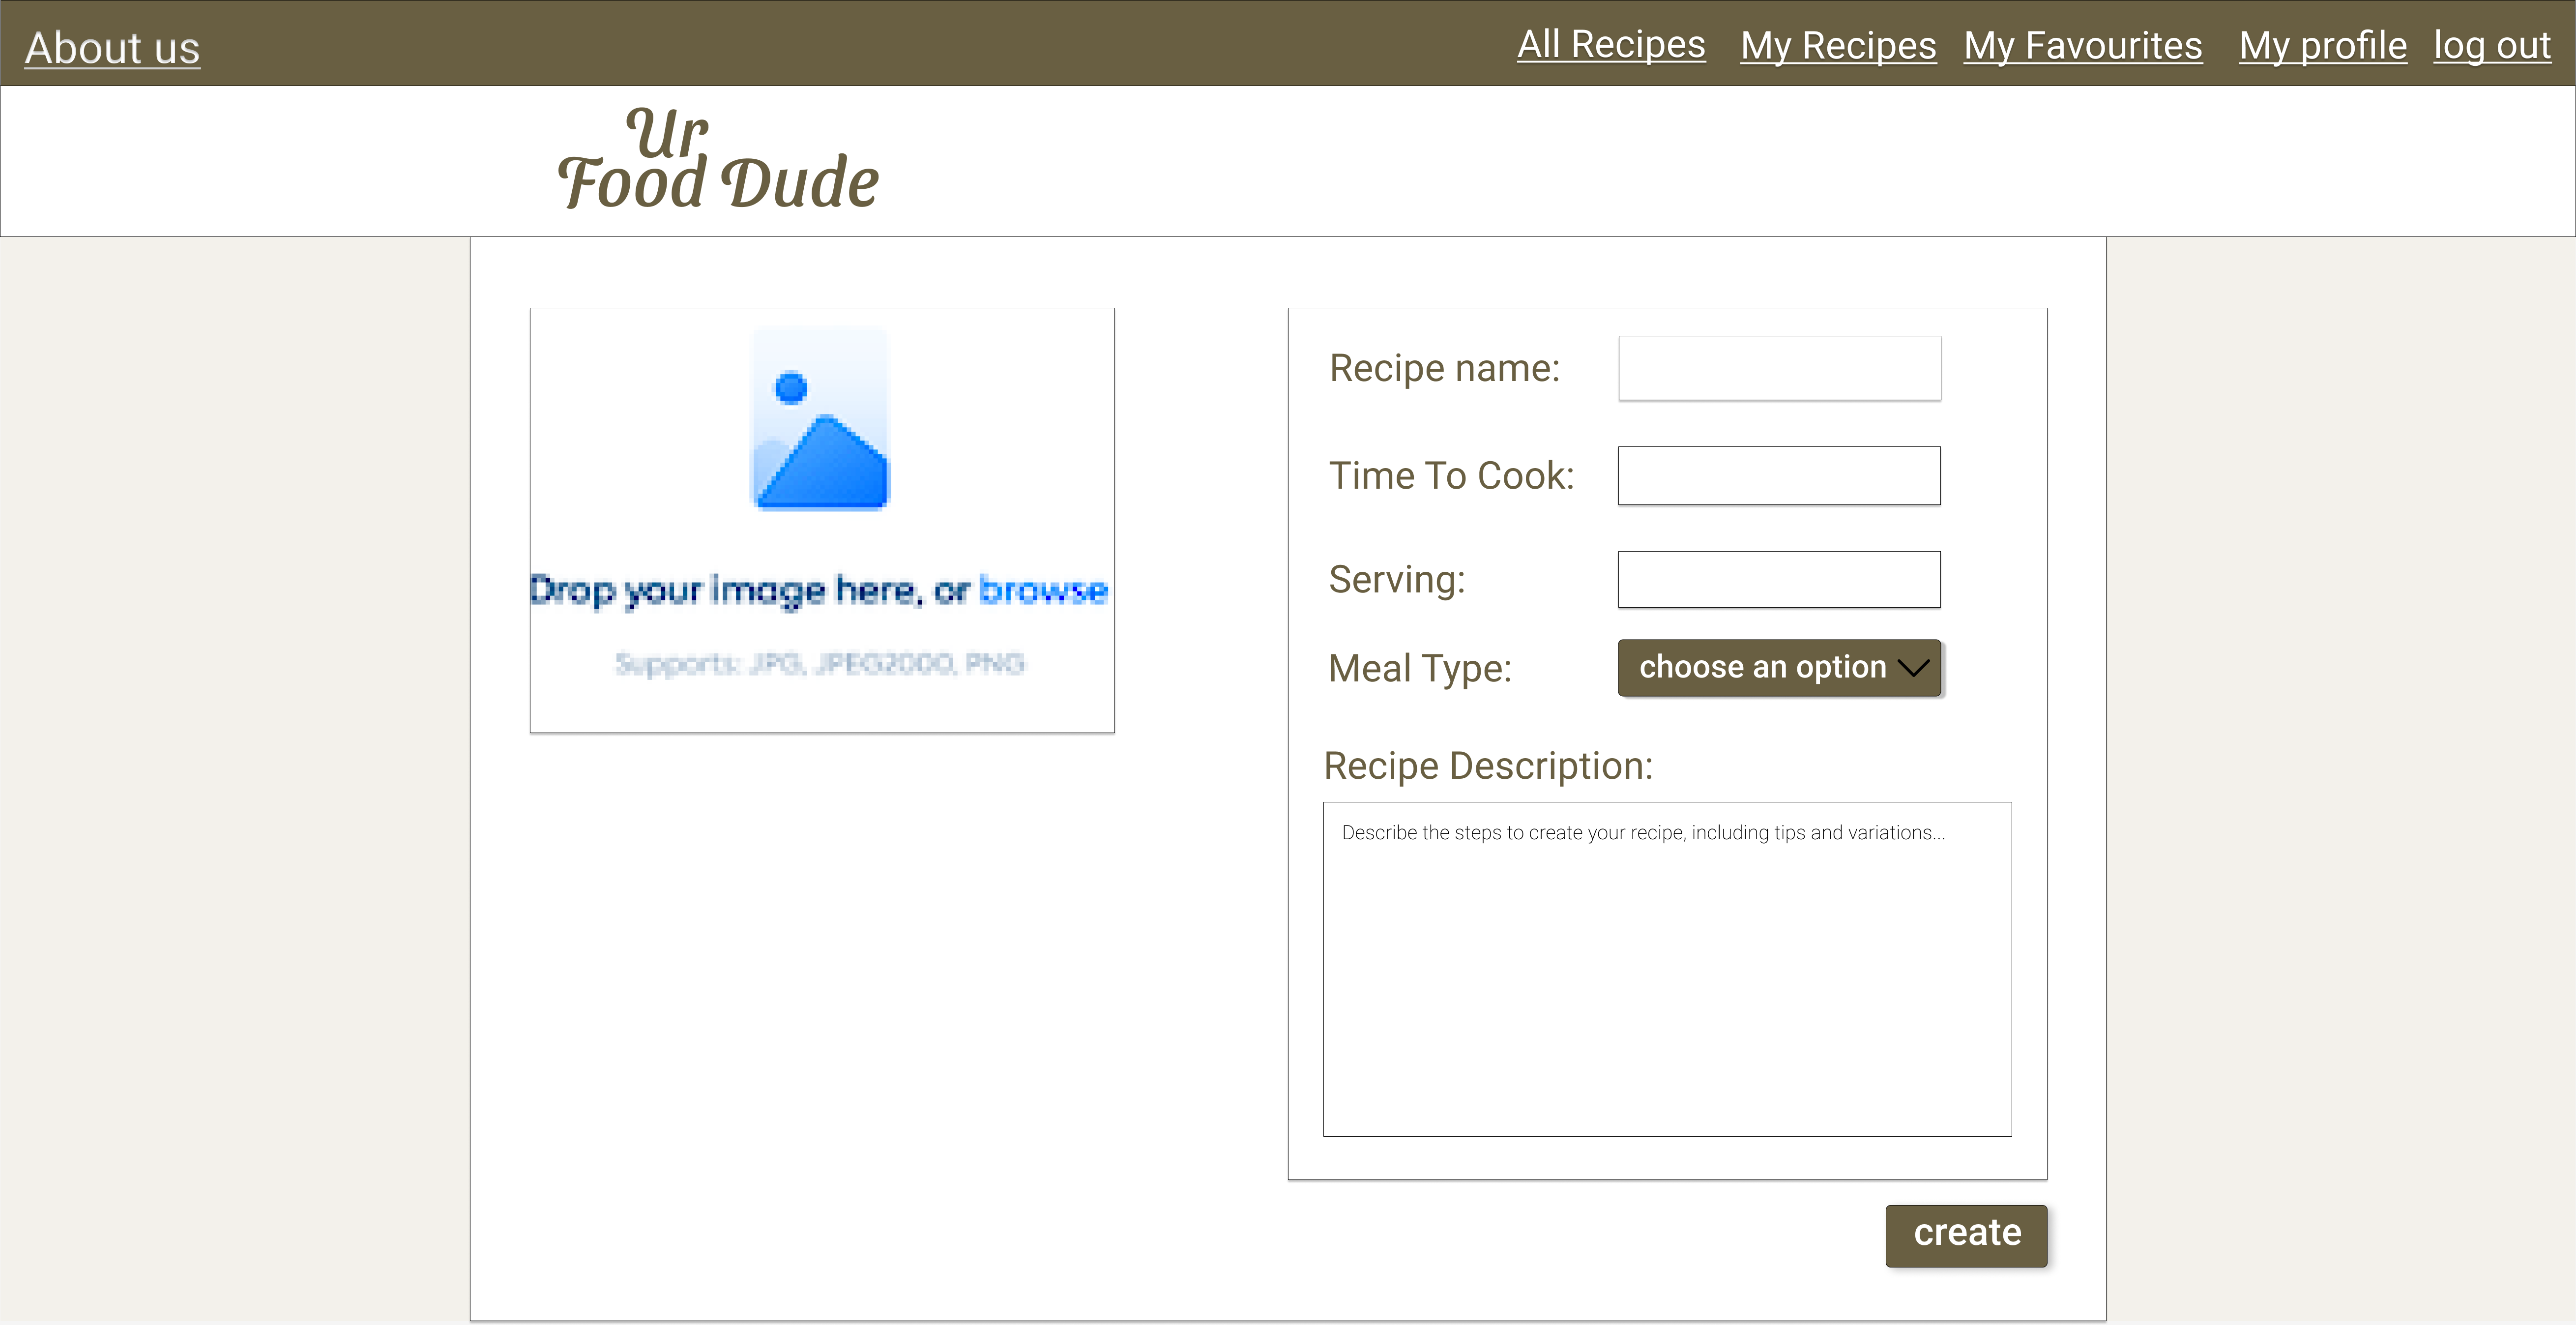 About us
All Recipes My Recipes My Favourites My profile log out
Ur
Food Dude
Drop your image here, or browse
Supports: JPG, JPEG2000, PNG
Recipe name:
Time To Cook:
Serving:
Meal Type: choose an option
Recipe Description:
Describe the steps to create your recipe, including tips and variations...
create